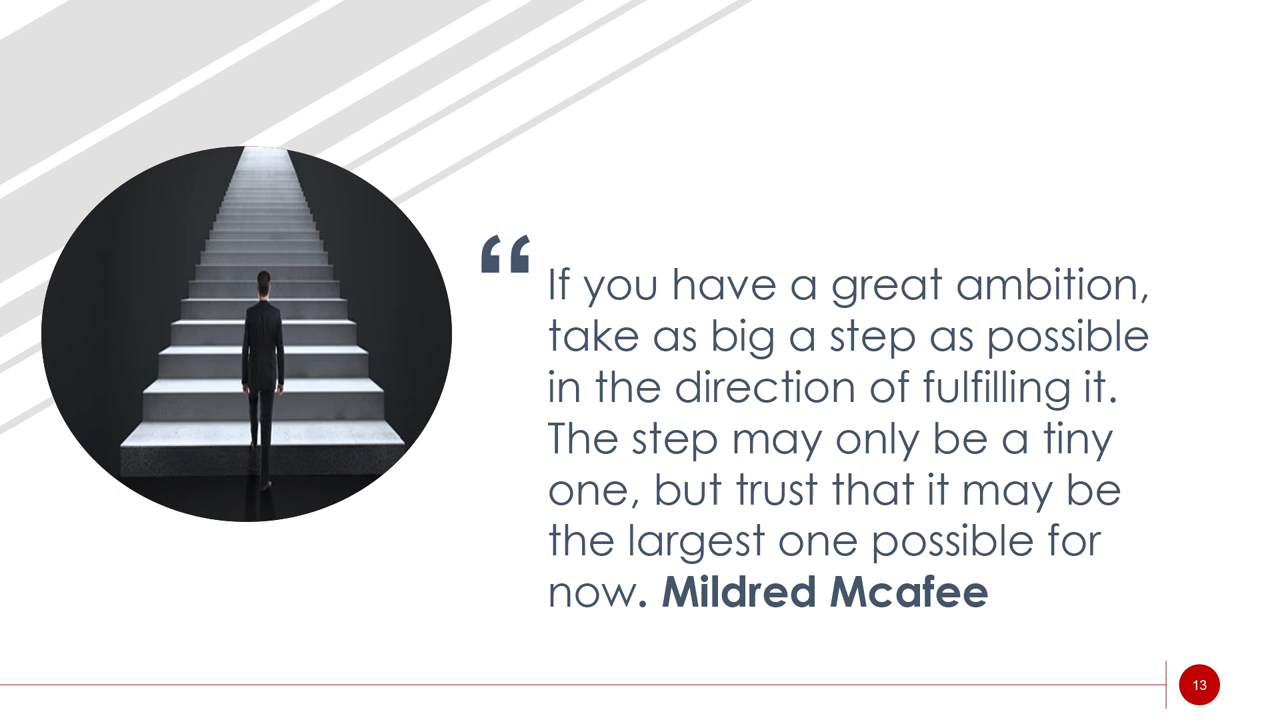 “
If you have a great ambition,
take as big a step as possible
in the direction of fulfilling it.
The step may only be a tiny
one, but trust that it may be
the largest one possible for
now. Mildred Mcafee
13